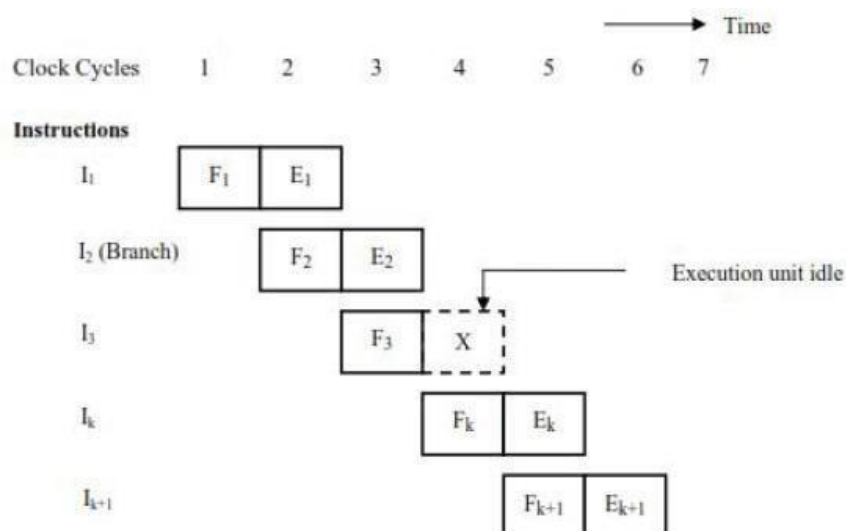 Time
Clock Cycles 1 2 3 4 5 6 7
Instructions
I₁ F₁ E₁
I₂ (Branch) F₂ E₂
Execution unit idle
I₃ F₃ X
Iₖ Fₖ Eₖ
Iₖ₊₁ Fₖ₊₁ Eₖ₊₁